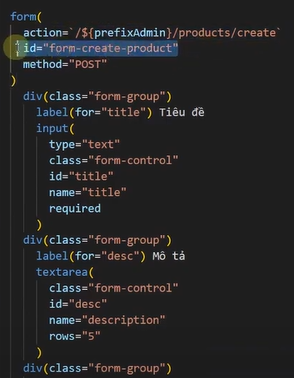 form(
action=`/${prefixAdmin}/products/create`
id="form-create-product"
method="POST"
)
div(class="form-group")
label(for="title") Tiêu đề
input(
type="text"
class="form-control"
id="title"
name="title"
required
)
div(class="form-group")
label(for="desc") Mô tả
textarea(
class="form-control"
id="desc"
name="description"
rows="5"
)
div(class="form-group")